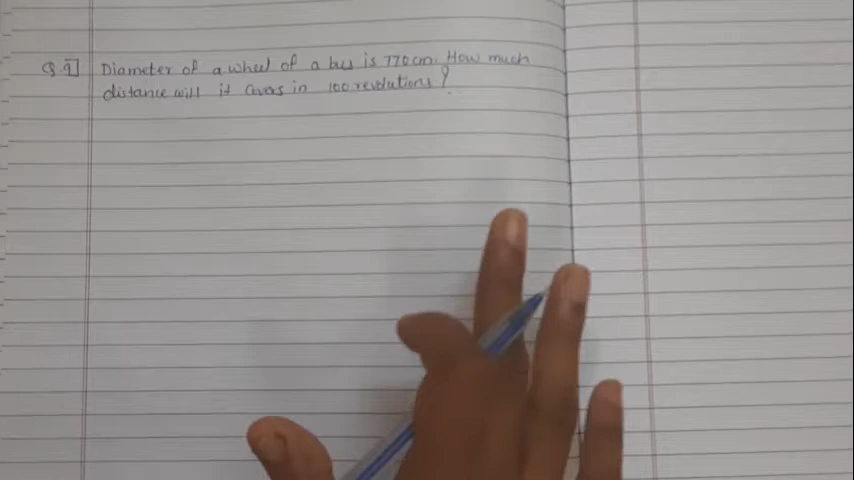 Q.9] Diameter of a wheel of a bus is 770cm. How much
distance will it covers in 100 revolutions?